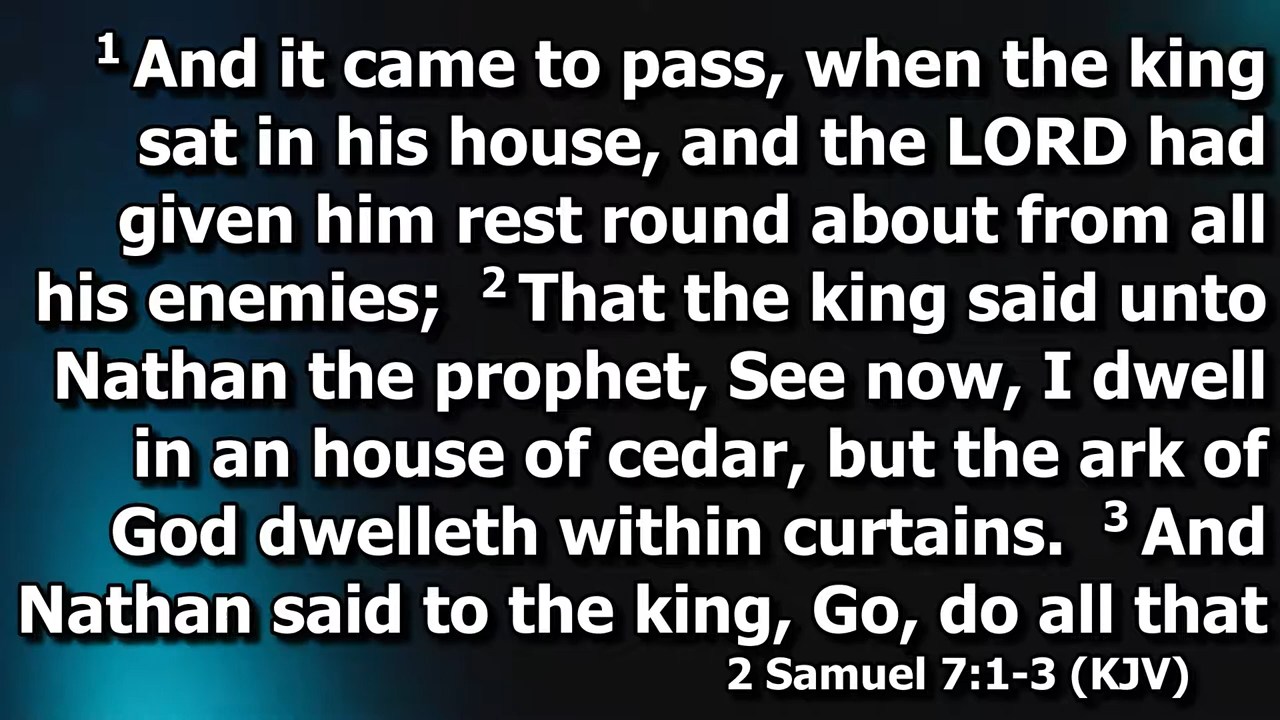 1 And it came to pass, when the king
sat in his house, and the LORD had
given him rest round about from all
his enemies; 2 That the king said unto
Nathan the prophet, See now, I dwell
in an house of cedar, but the ark of
God dwelleth within curtains. 3 And
Nathan said to the king, Go, do all that
2 Samuel 7:1-3 (KJV)